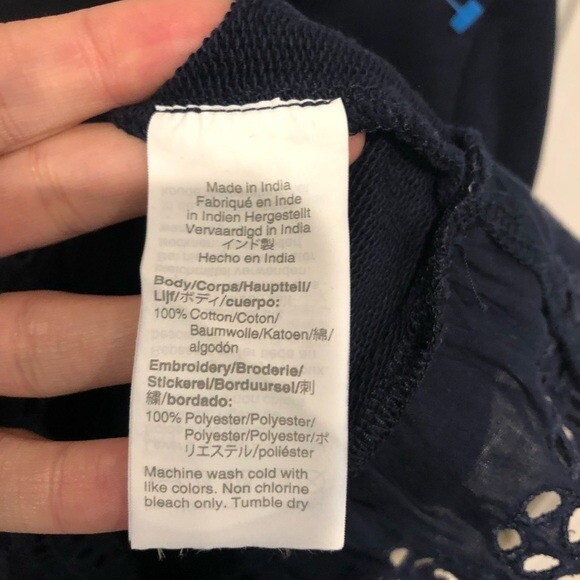 Made in India
Fabriqué en Inde
in Indien Hergestellt
Vervaardigd in India
インド製
Hecho en India
Body/Corps/Hauptteil/
Lijf/ボディ/cuerpo:
100% Cotton/Coton/
Baumwolle/Katoen/綿/
algodón
Embroidery/Broderie/
Stickerei/Borduursel/刺
繍/bordado:
100% Polyester/Polyester/
Polyester/Polyester/ポ
リエステル/poliéster
Machine wash cold with
like colors. Non chlorine
bleach only. Tumble dry